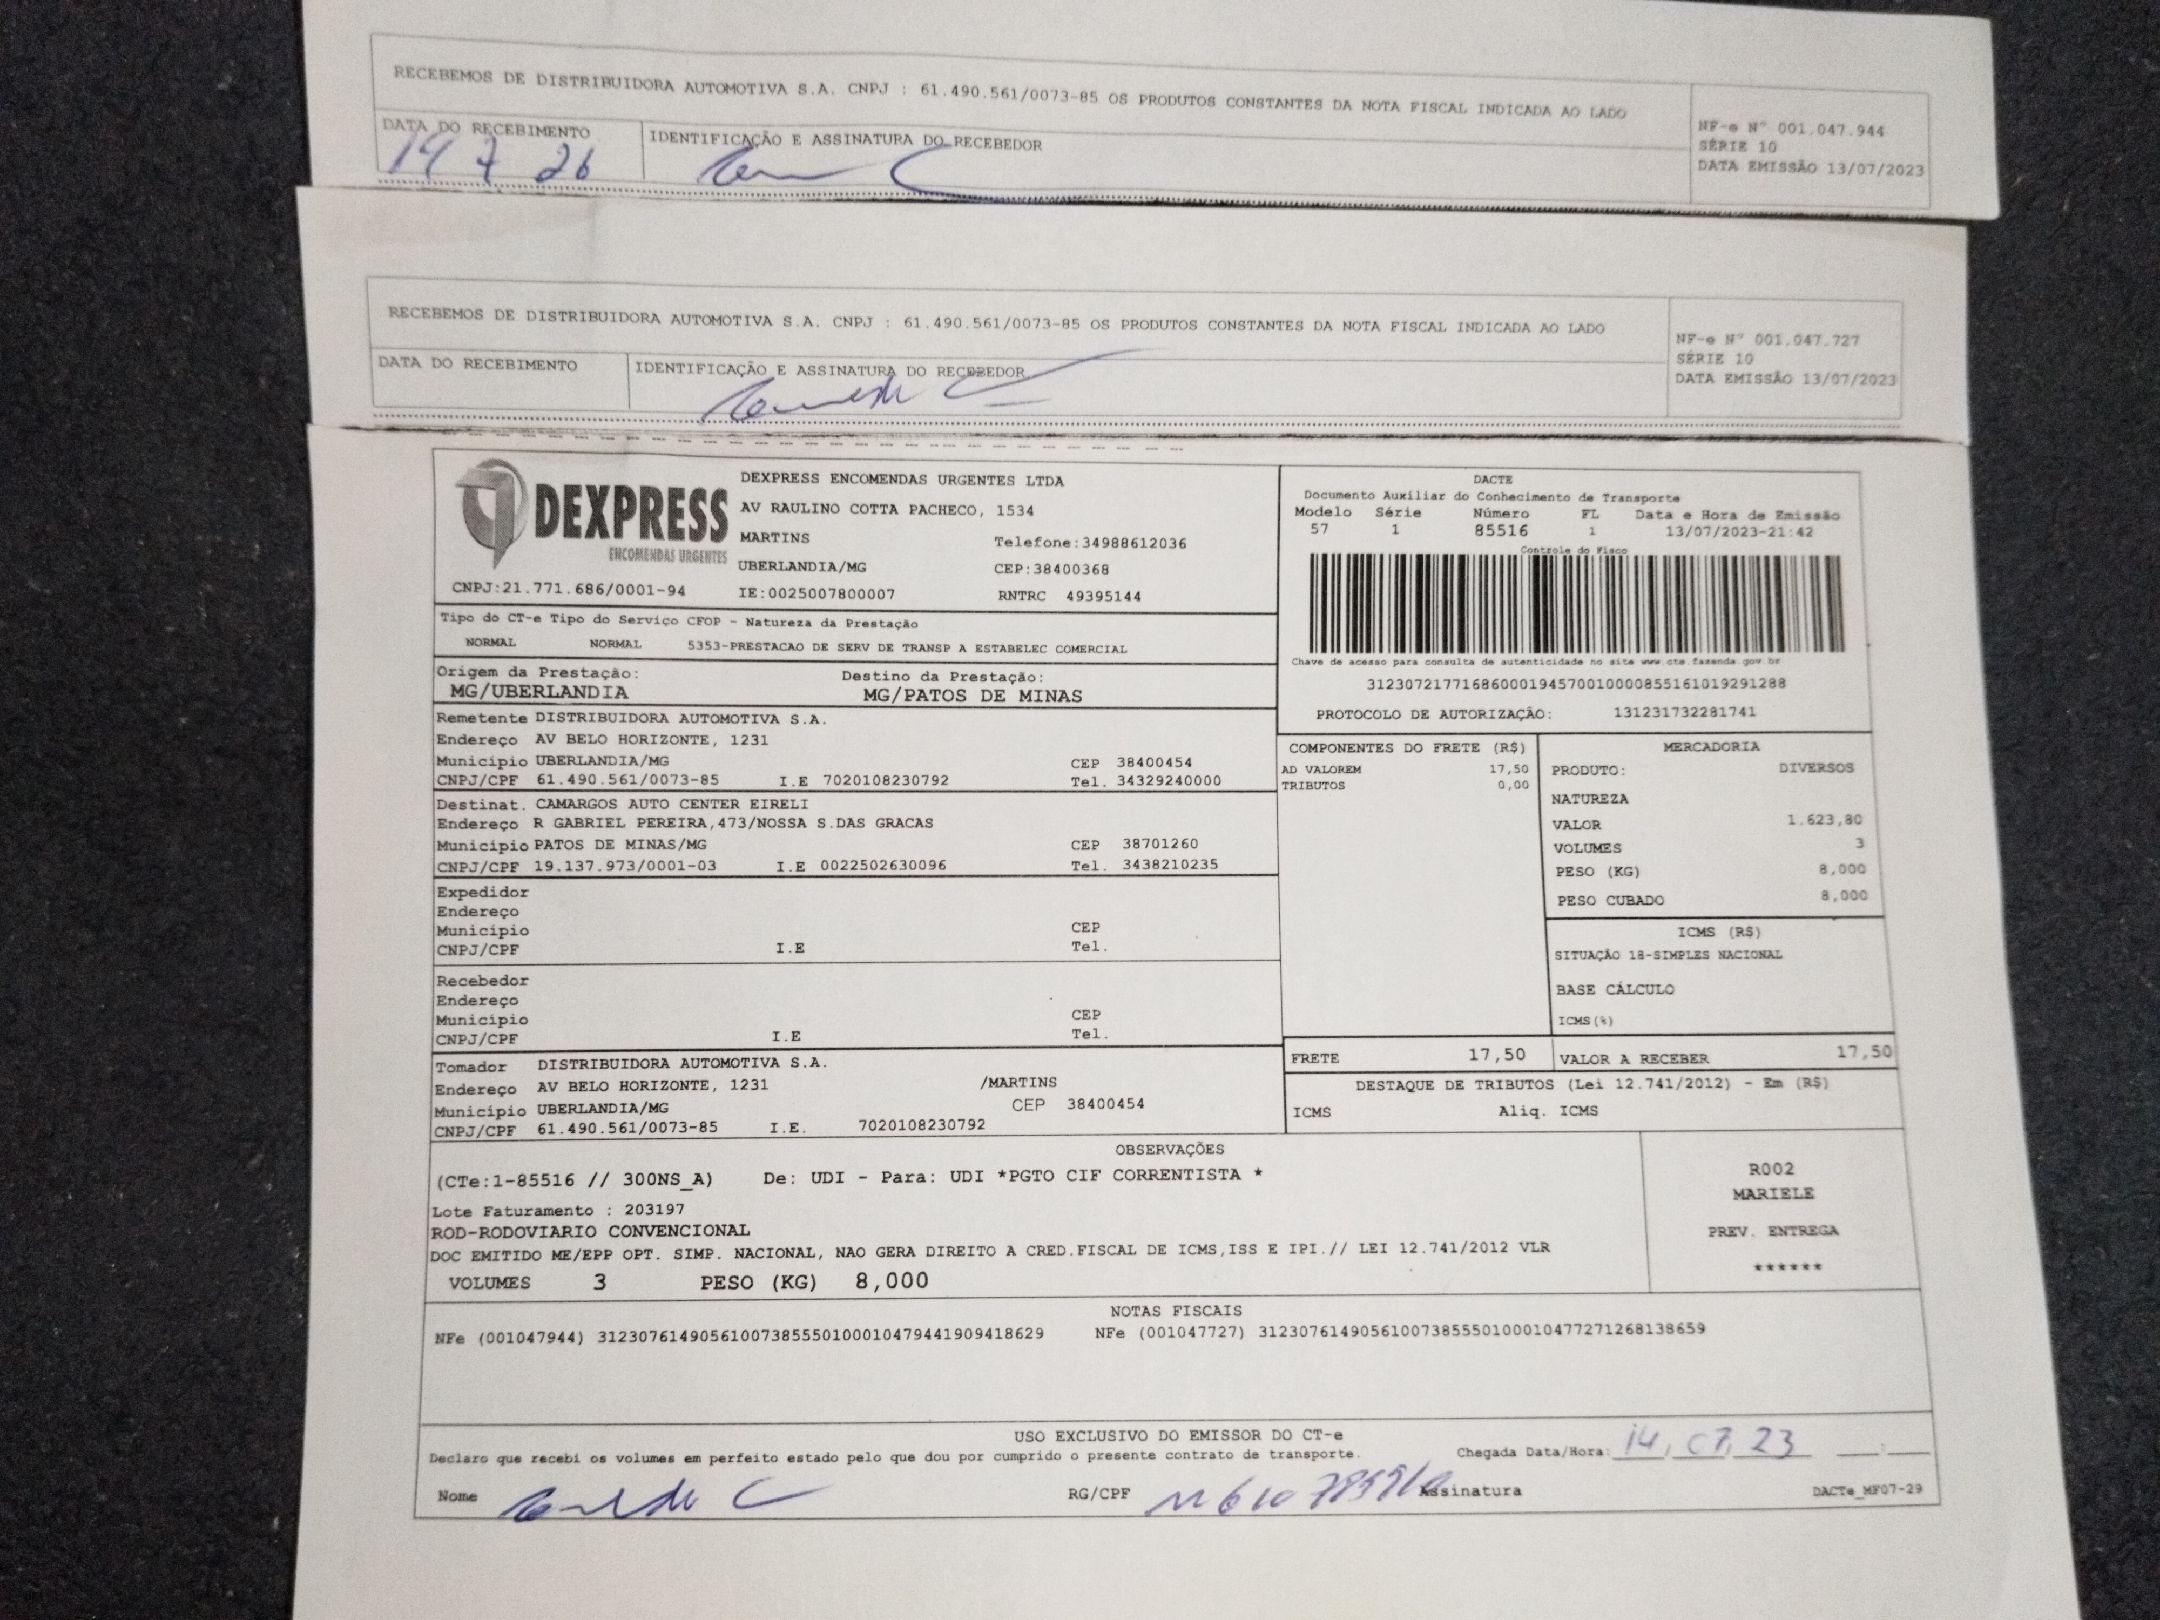 RECEBEMOS DE DISTRIBUIDORA AUTOMOTIVA S.A. CNPJ : 61.490.561/0073-85 OS PRODUTOS CONSTANTES DA NOTA FISCAL INDICADA AO LADO
NF-e Nº 001.047.944
SÉRIE 10
DATA EMISSÃO 13/07/2023
DATA DO RECEBIMENTO
IDENTIFICAÇÃO E ASSINATURA DO RECEBEDOR
14 7 26
RECEBEMOS DE DISTRIBUIDORA AUTOMOTIVA S.A. CNPJ : 61.490.561/0073-85 OS PRODUTOS CONSTANTES DA NOTA FISCAL INDICADA AO LADO
NF-e Nº 001.047.727
SÉRIE 10
DATA EMISSÃO 13/07/2023
DATA DO RECEBIMENTO
IDENTIFICAÇÃO E ASSINATURA DO RECEBEDOR
DEXPRESS
ENCOMENDAS URGENTES
CNPJ:21.771.686/0001-94
DEXPRESS ENCOMENDAS URGENTES LTDA
AV RAULINO COTTA PACHECO, 1534
MARTINS Telefone:34988612036
UBERLANDIA/MG CEP:38400368
IE:0025007800007 RNTRC 49395144
DACTE
Documento Auxiliar do Conhecimento de Transporte
Modelo Série Número FL Data e Hora de Emissão
57 1 85516 1 13/07/2023-21:42
Controle do Fisco
Chave de acesso para consulta de autenticidade no site www.cte.fazenda.gov.br
31230721771686000194570010000855161019291288
PROTOCOLO DE AUTORIZAÇÃO: 131231732281741
Tipo do CT-e Tipo do Serviço CFOP - Natureza da Prestação
NORMAL NORMAL 5353-PRESTACAO DE SERV DE TRANSP A ESTABELEC COMERCIAL
Origem da Prestação: Destino da Prestação:
MG/UBERLANDIA MG/PATOS DE MINAS
Remetente DISTRIBUIDORA AUTOMOTIVA S.A.
Endereço AV BELO HORIZONTE, 1231
Município UBERLANDIA/MG CEP 38400454
CNPJ/CPF 61.490.561/0073-85 I.E 7020108230792 Tel. 34329240000
Destinat. CAMARGOS AUTO CENTER EIRELI
Endereço R GABRIEL PEREIRA,473/NOSSA S.DAS GRACAS
Município PATOS DE MINAS/MG CEP 38701260
CNPJ/CPF 19.137.973/0001-03 I.E 0022502630096 Tel. 3438210235
Expedidor
Endereço
Município CEP
CNPJ/CPF I.E Tel.
Recebedor
Endereço
Município CEP
CNPJ/CPF I.E Tel.
Tomador DISTRIBUIDORA AUTOMOTIVA S.A.
Endereço AV BELO HORIZONTE, 1231 /MARTINS
Município UBERLANDIA/MG CEP 38400454
CNPJ/CPF 61.490.561/0073-85 I.E. 7020108230792
COMPONENTES DO FRETE (R$)
AD VALOREM 17,50
TRIBUTOS 0,00
MERCADORIA
PRODUTO: DIVERSOS
NATUREZA
VALOR 1.623,80
VOLUMES 3
PESO (KG) 8,000
PESO CUBADO 8,000
ICMS (R$)
SITUAÇÃO 18-SIMPLES NACIONAL
BASE CÁLCULO
ICMS(%)
FRETE 17,50 VALOR A RECEBER 17,50
DESTAQUE DE TRIBUTOS (Lei 12.741/2012) - Em (R$)
ICMS Aliq. ICMS
OBSERVAÇÕES
(CTe:1-85516 // 300NS_A) De: UDI - Para: UDI *PGTO CIF CORRENTISTA *
Lote Faturamento : 203197
ROD-RODOVIARIO CONVENCIONAL
DOC EMITIDO ME/EPP OPT. SIMP. NACIONAL, NAO GERA DIREITO A CRED.FISCAL DE ICMS,ISS E IPI.// LEI 12.741/2012 VLR
VOLUMES 3 PESO (KG) 8,000
R002
MARIELE
PREV. ENTREGA
******
NOTAS FISCAIS
NFe (001047944) 31230761490561007385550100010479441909418629 NFe (001047727) 31230761490561007385550100010477271268138659
USO EXCLUSIVO DO EMISSOR DO CT-e
Declaro que recebi os volumes em perfeito estado pelo que dou por cumprido o presente contrato de transporte. Chegada Data/Hora: 14, 07, 23 :
Nome RG/CPF Assinatura DACTe_MF07-29